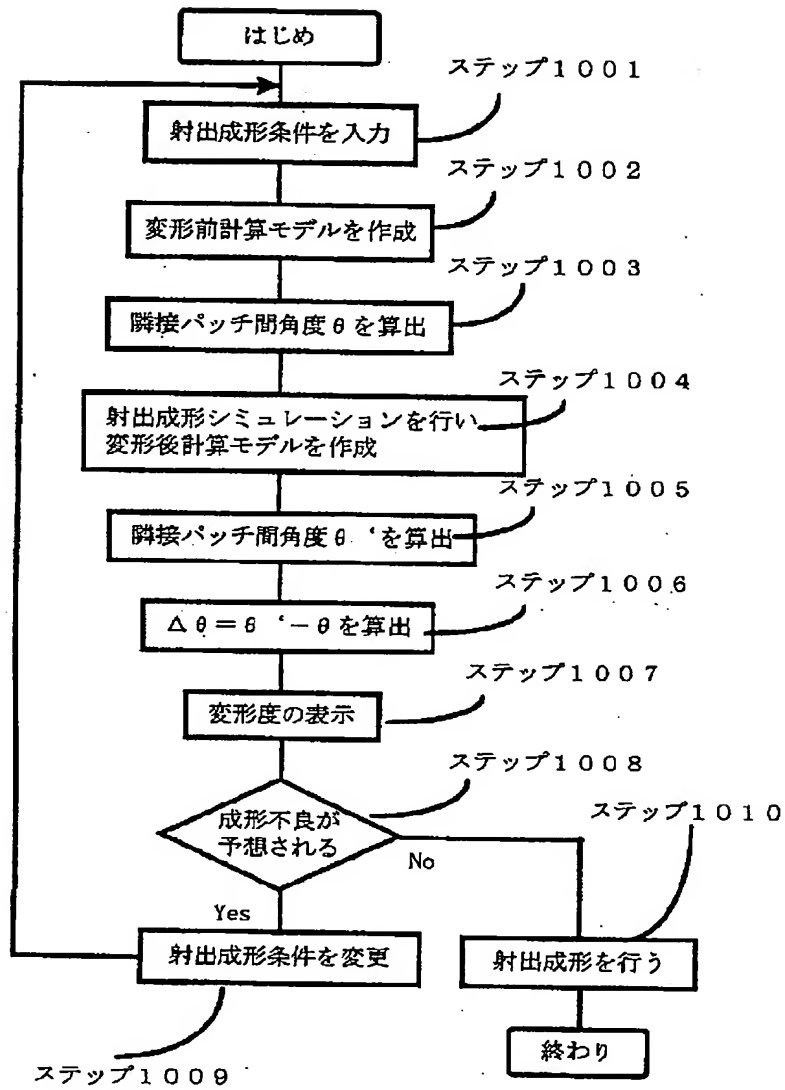 はじめ
ステップ1001
射出成形条件を入力
ステップ1002
変形前計算モデルを作成
ステップ1003
隣接パッチ間角度θを算出
ステップ1004
射出成形シミュレーションを行い
変形後計算モデルを作成
ステップ1005
隣接パッチ間角度θ‘を算出
ステップ1006
Δθ=θ‘-θを算出
ステップ1007
変形度の表示
ステップ1008
成形不良が
予想される
ステップ1010
No
Yes
射出成形条件を変更
射出成形を行う
終わり
ステップ1009